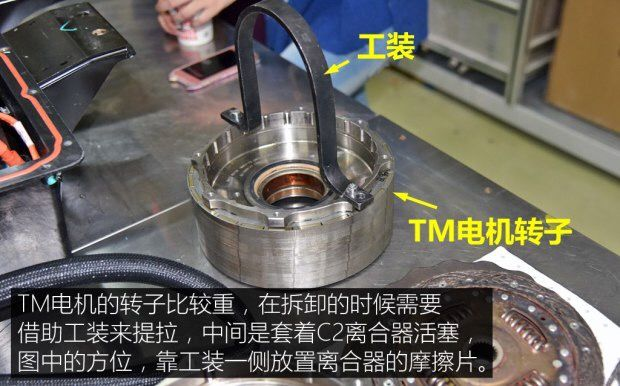 工装
TM电机转子
TM电机的转子比较重，在拆卸的时候需要
借助工装来提拉，中间是套着C2离合器活塞，
图中的方位，靠工装一侧放置离合器的摩擦片。